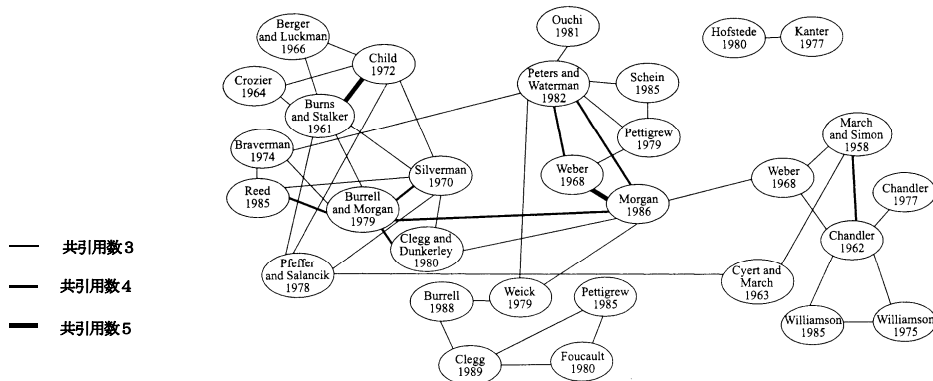 Berger
and Luckman
1966
Child
1972
Crozier
1964
Burns
and Stalker
1961
Braverman
1974
Reed
1985
Silverman
1970
Burrell
and Morgan
1979
Clegg and
Dunkerley
1980
Pfeffer
and Salancik
1978
Ouchi
1981
Peters and
Waterman
1982
Schein
1985
Pettigrew
1979
Weber
1968
Morgan
1986
Hofstede
1980
Kanter
1977
March
and Simon
1958
Weber
1968
Chandler
1977
Chandler
1962
Cyert and
March
1963
Williamson
1985
Williamson
1975
Burrell
1988
Weick
1979
Pettigrew
1985
Clegg
1989
Foucault
1980
共引用数3
共引用数4
共引用数5